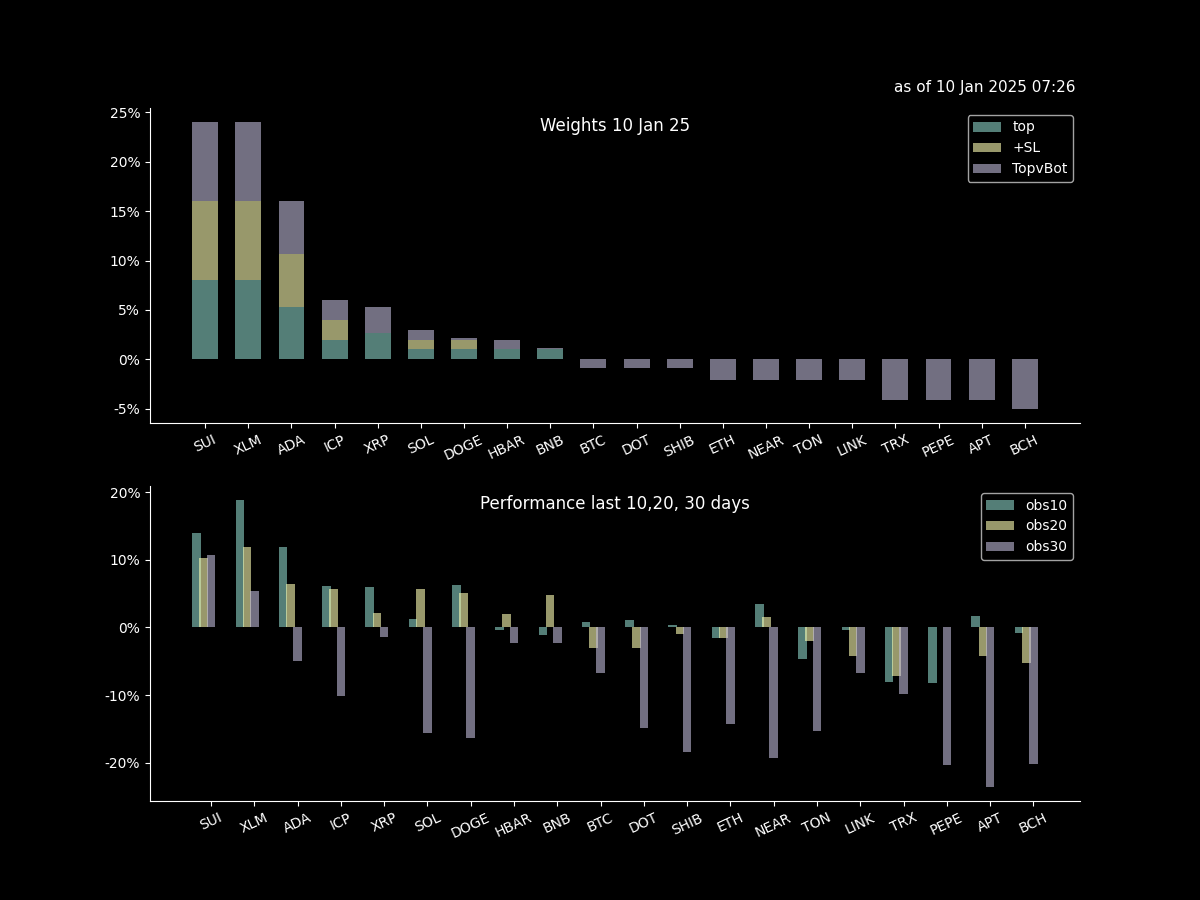 as of 10 Jan 2025 07:26
Weights 10 Jan 25
top
+SL
TopvBot
25%
20%
15%
10%
5%
0%
-5%
SUI XLM ADA ICP XRP SOL DOGE HBAR BNB BTC DOT SHIB ETH NEAR TON LINK TRX PEPE APT BCH
Performance last 10,20, 30 days
obs10
obs20
obs30
20%
10%
0%
-10%
-20%
SUI XLM ADA ICP XRP SOL DOGE HBAR BNB BTC DOT SHIB ETH NEAR TON LINK TRX PEPE APT BCH